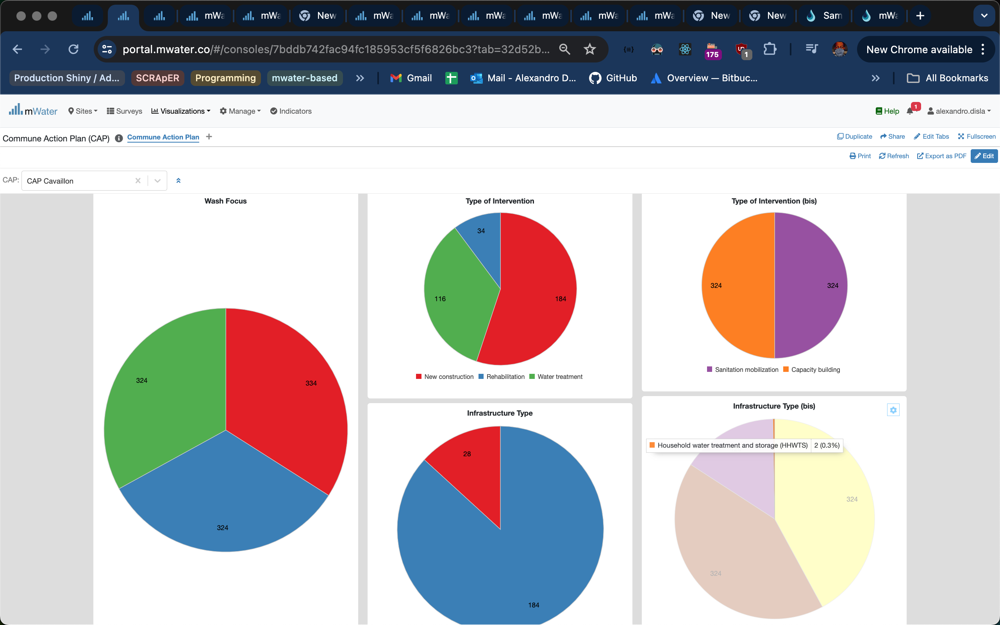 mWa
mWa
New
mWa
mWa
mWa
mWa
mWa
mWa
New
New
Sam
mWa
portal.mwater.co/#/consoles/7bddb742fac94fc185953cf5f6826bc3?tab=32d52b...
175
1
New Chrome available
Production Shiny / Ad...
SCRApER
Programming
mwater-based
Gmail
Mail - Alexandro D...
GitHub
Overview — Bitbuc...
All Bookmarks
mWater
Sites
Surveys
Visualizations
Manage
Indicators
Help
1
alexandro.disla
Commune Action Plan (CAP)
Commune Action Plan
Duplicate
Share
Edit Tabs
Fullscreen
Print
Refresh
Export as PDF
Edit
CAP:
CAP Cavaillon
Wash Focus
324
334
324
Type of Intervention
34
116
184
New construction
Rehabilitation
Water treatment
Type of Intervention (bis)
324
324
Sanitation mobilization
Capacity building
Infrastructure Type
28
184
Infrastructure Type (bis)
Household water treatment and storage (HHWTS)
2 (0.3%)
324
324